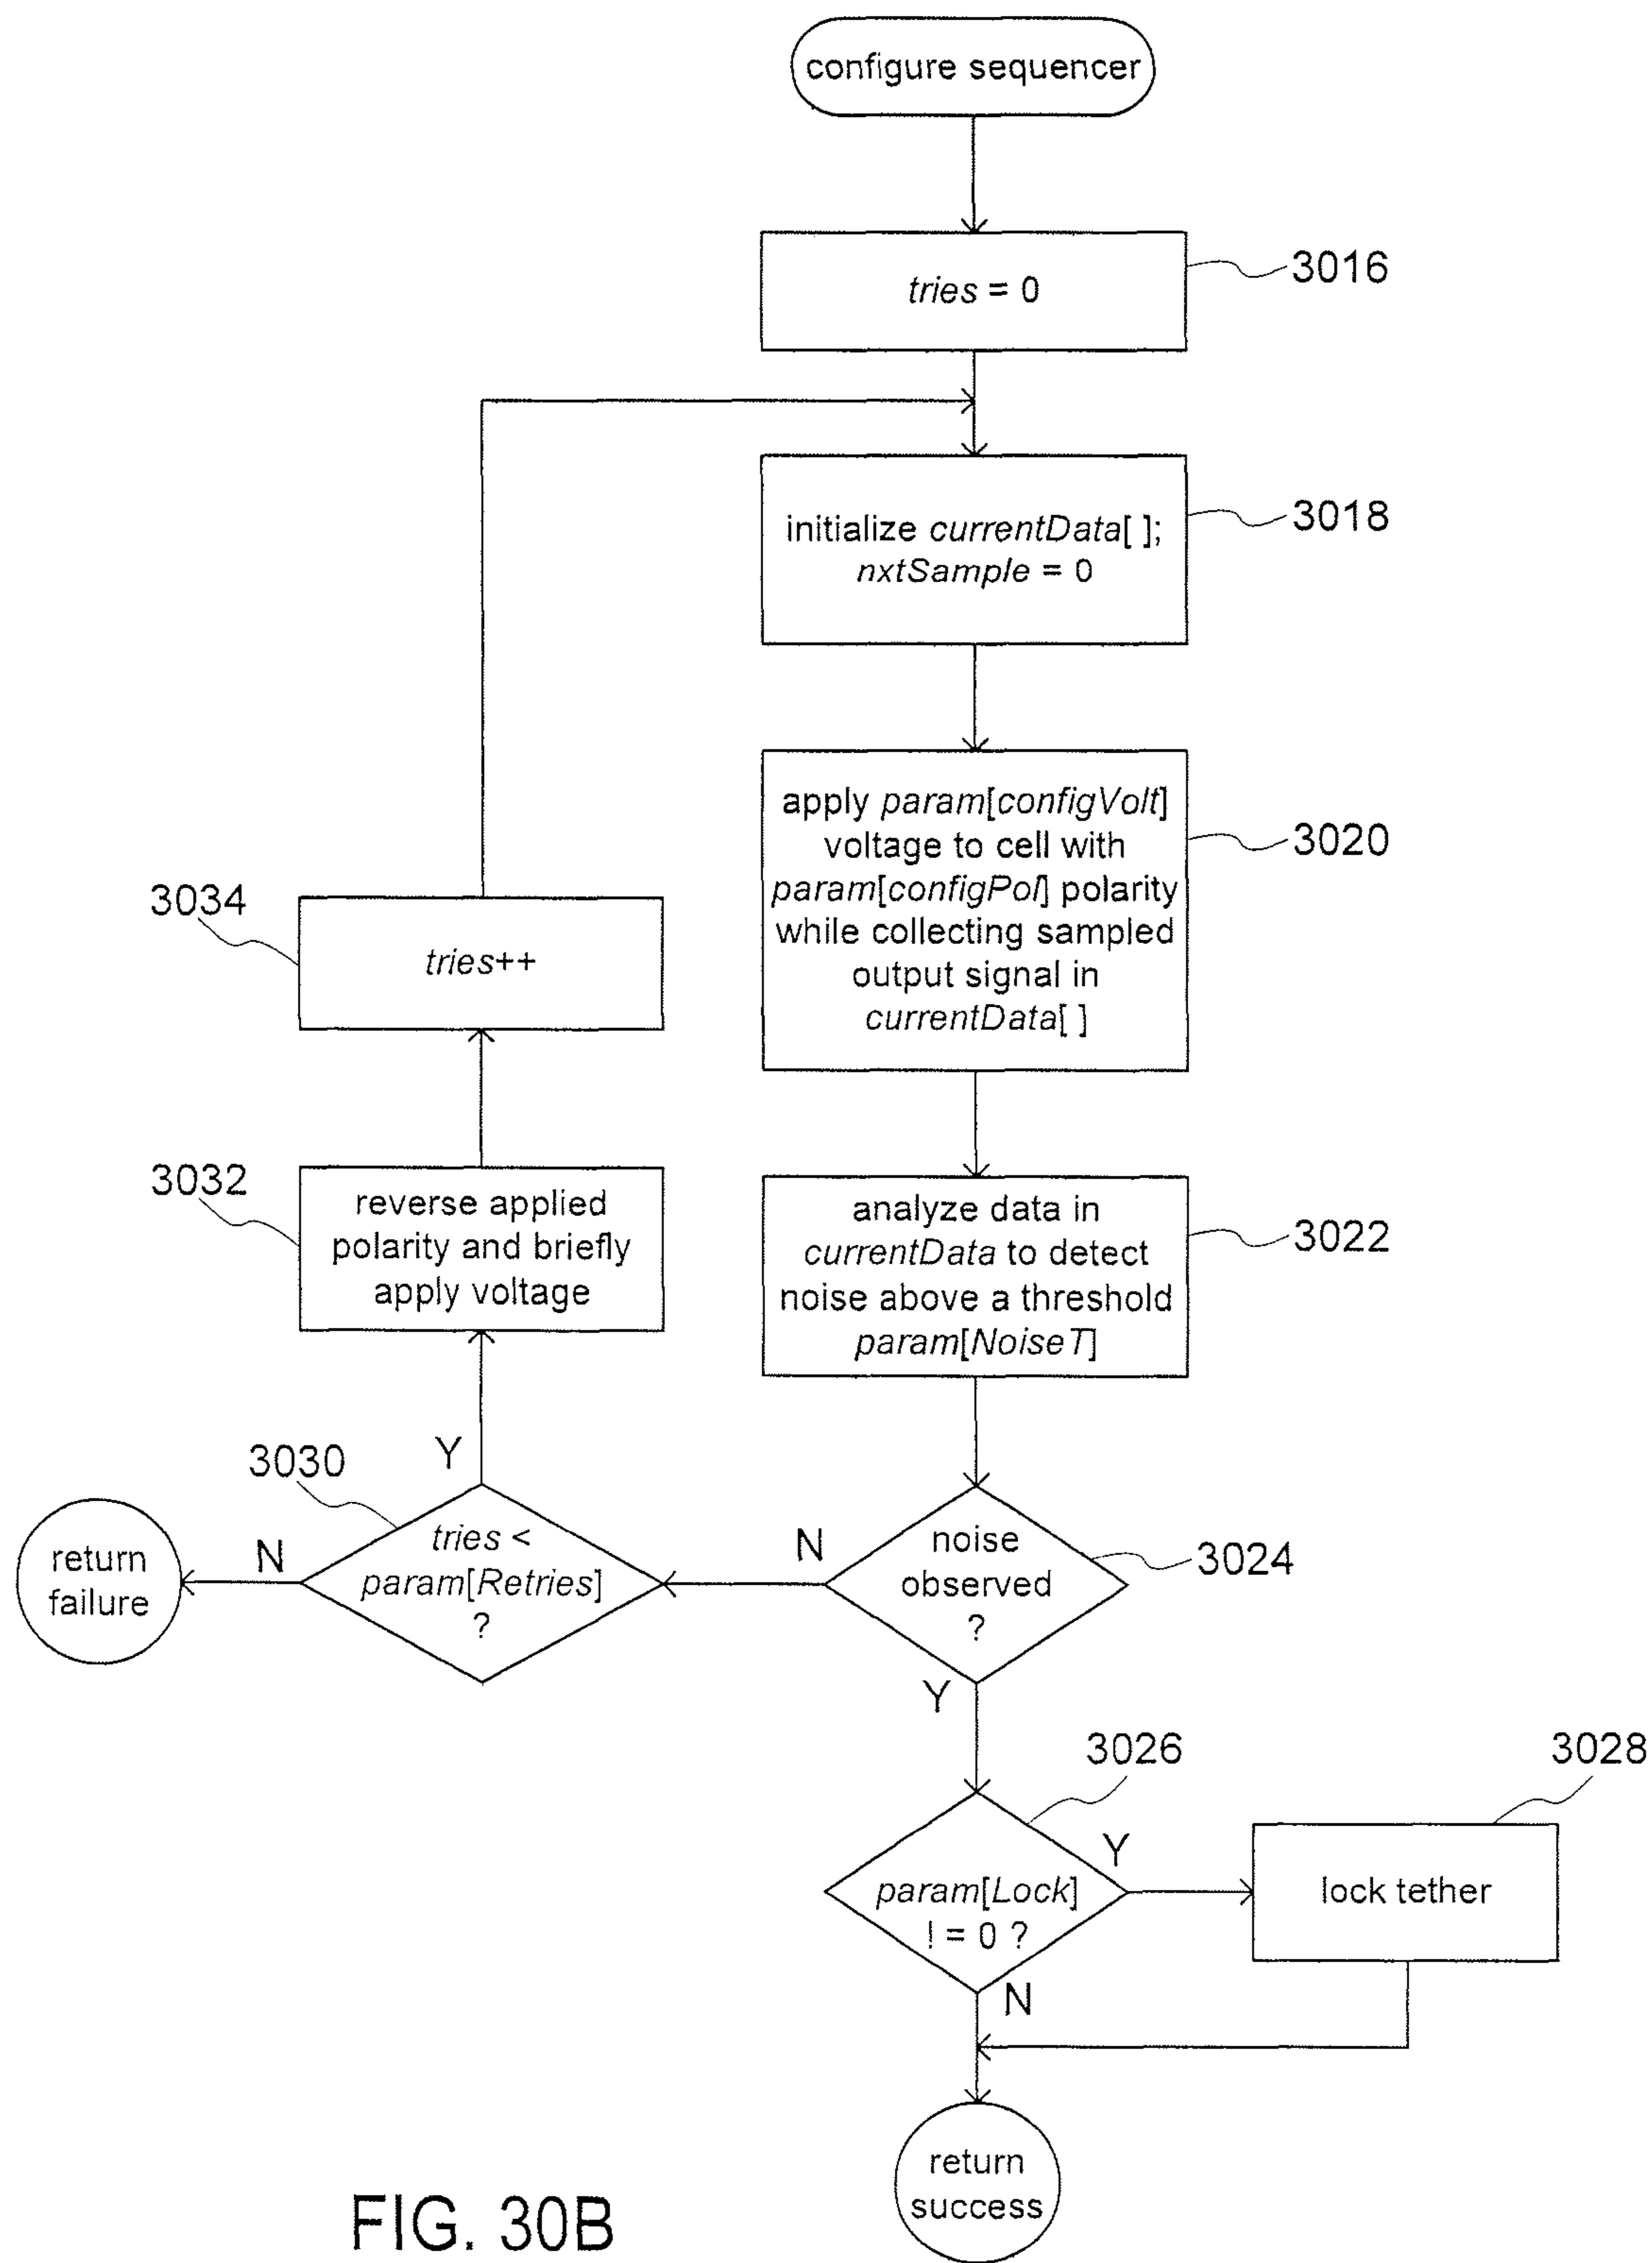 configure sequencer
tries = 0
3016
initialize currentData[ ];
nxtSample = 0
3018
apply param[configVolt]
voltage to cell with
param[configPol] polarity
while collecting sampled
output signal in
currentData[ ]
3020
3034
tries++
3032
reverse applied
polarity and briefly
apply voltage
analyze data in
currentData to detect
noise above a threshold
param[NoiseT]
3022
Y
3030
tries <
param[Retries]
?
N
return
failure
N
noise
observed
?
3024
Y
3026
param[Lock]
! = 0 ?
Y
3028
lock tether
N
return
success
FIG. 30B